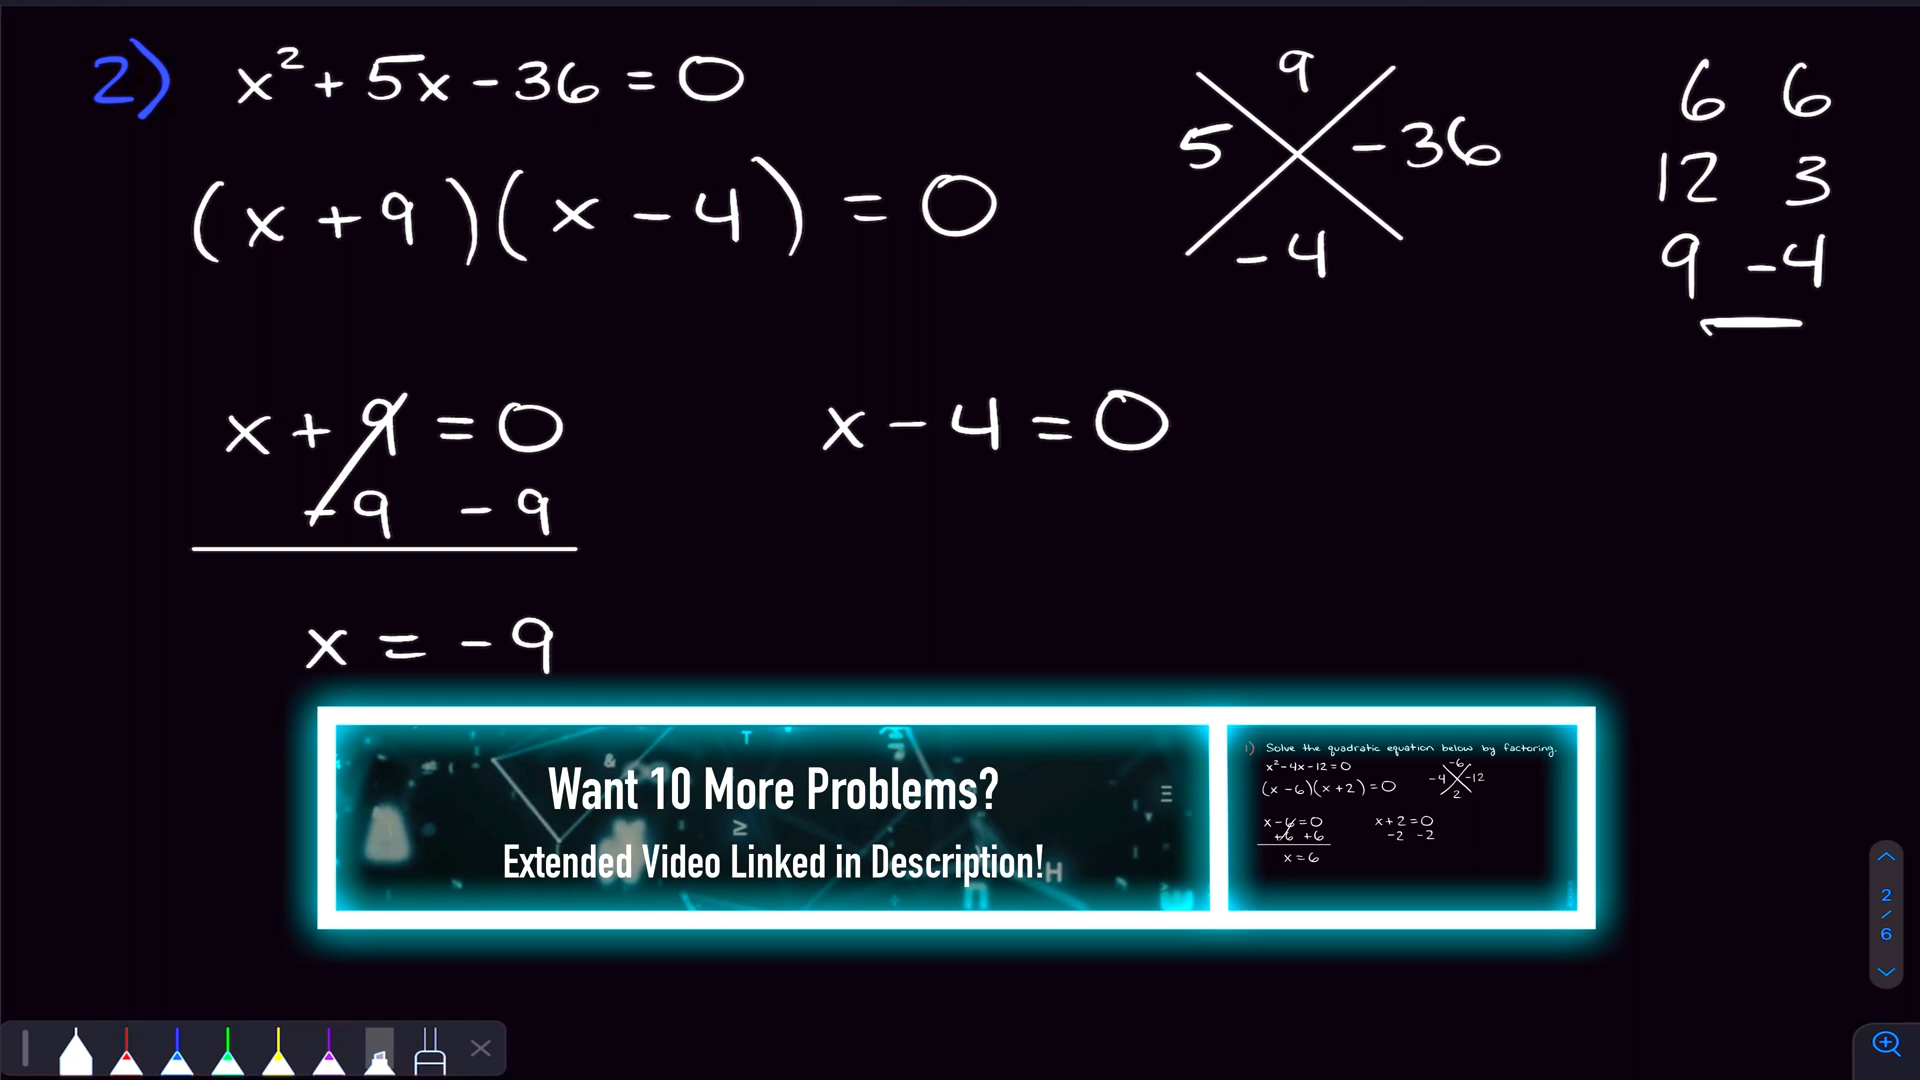 2) x² + 5x - 36 = 0
(x + 9)(x - 4) = 0
9
5 -36
-4
6 6
12 3
9 -4
x + 9 = 0
-9 -9
x = -9
x - 4 = 0
Want 10 More Problems?
Extended Video Linked in Description!
1) Solve the quadratic equation below by factoring.
x² - 4x - 12 = 0
(x - 6)(x + 2) = 0
-6
-4 -12
2
x - 6 = 0
+6 +6
x = 6
x + 2 = 0
-2 -2
2
/
6